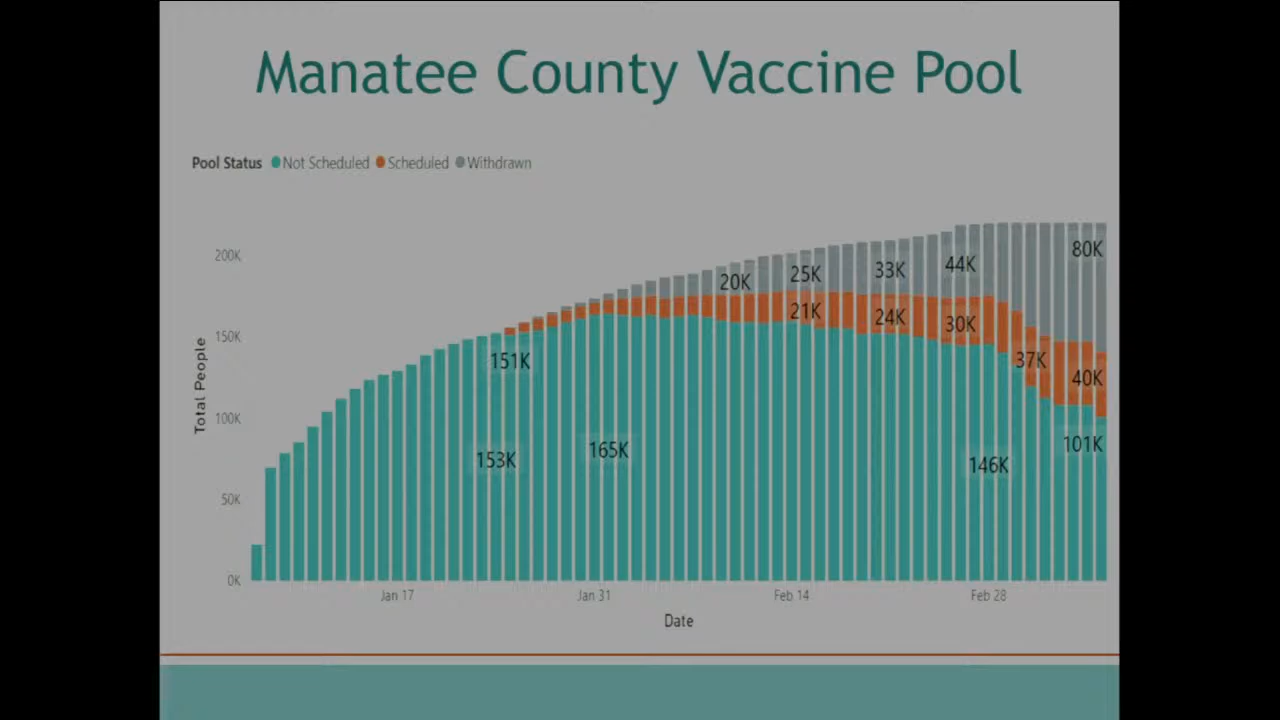 Manatee County Vaccine Pool
Pool Status Not Scheduled Scheduled Withdrawn
Total People
200K
150K
100K
50K
0K
20K 25K 33K 44K 80K
21K 24K 30K 37K 40K
151K
153K 165K 146K 101K
Jan 17 Jan 31 Feb 14 Feb 28
Date